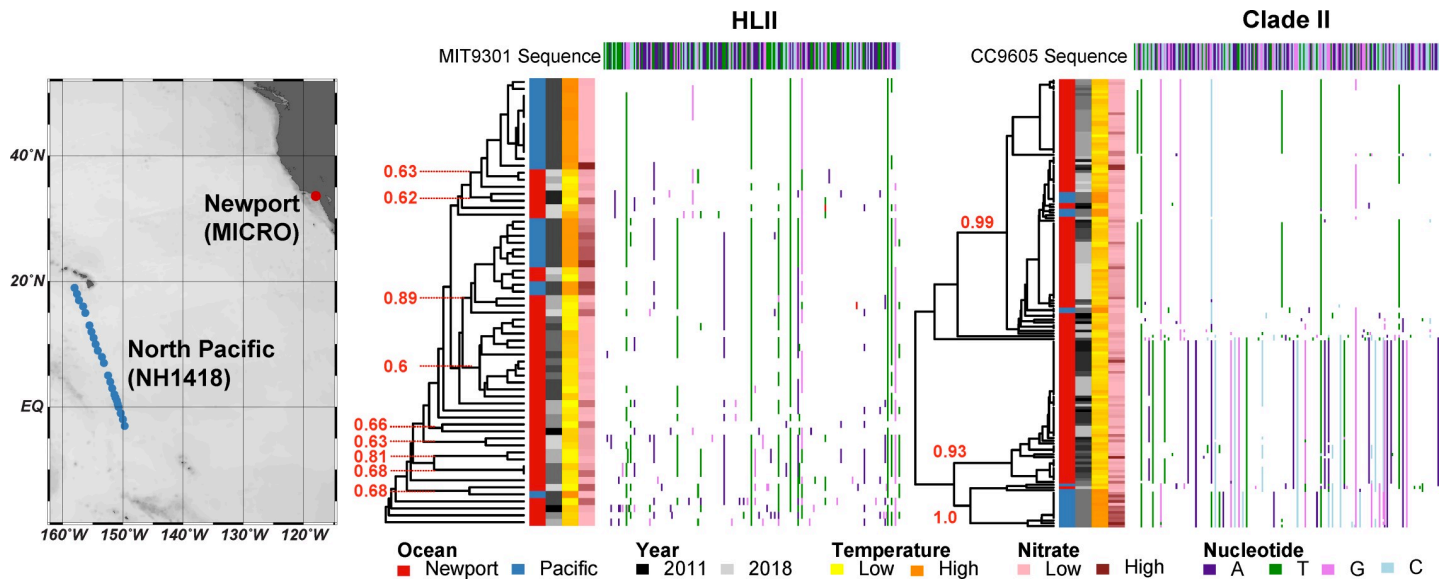 HLII
Clade II
MIT9301 Sequence
CC9605 Sequence
40°N
20°N
EQ
160°W
150°W
140°W
130°W
120°W
Newport
(MICRO)
North Pacific
(NH1418)
0.63
0.62
0.89
0.6
0.66
0.63
0.81
0.68
0.68
0.99
0.93
1.0
Ocean
Newport Pacific
Year
2011 2018
Temperature
Low High
Nitrate
Low High
Nucleotide
A T G C